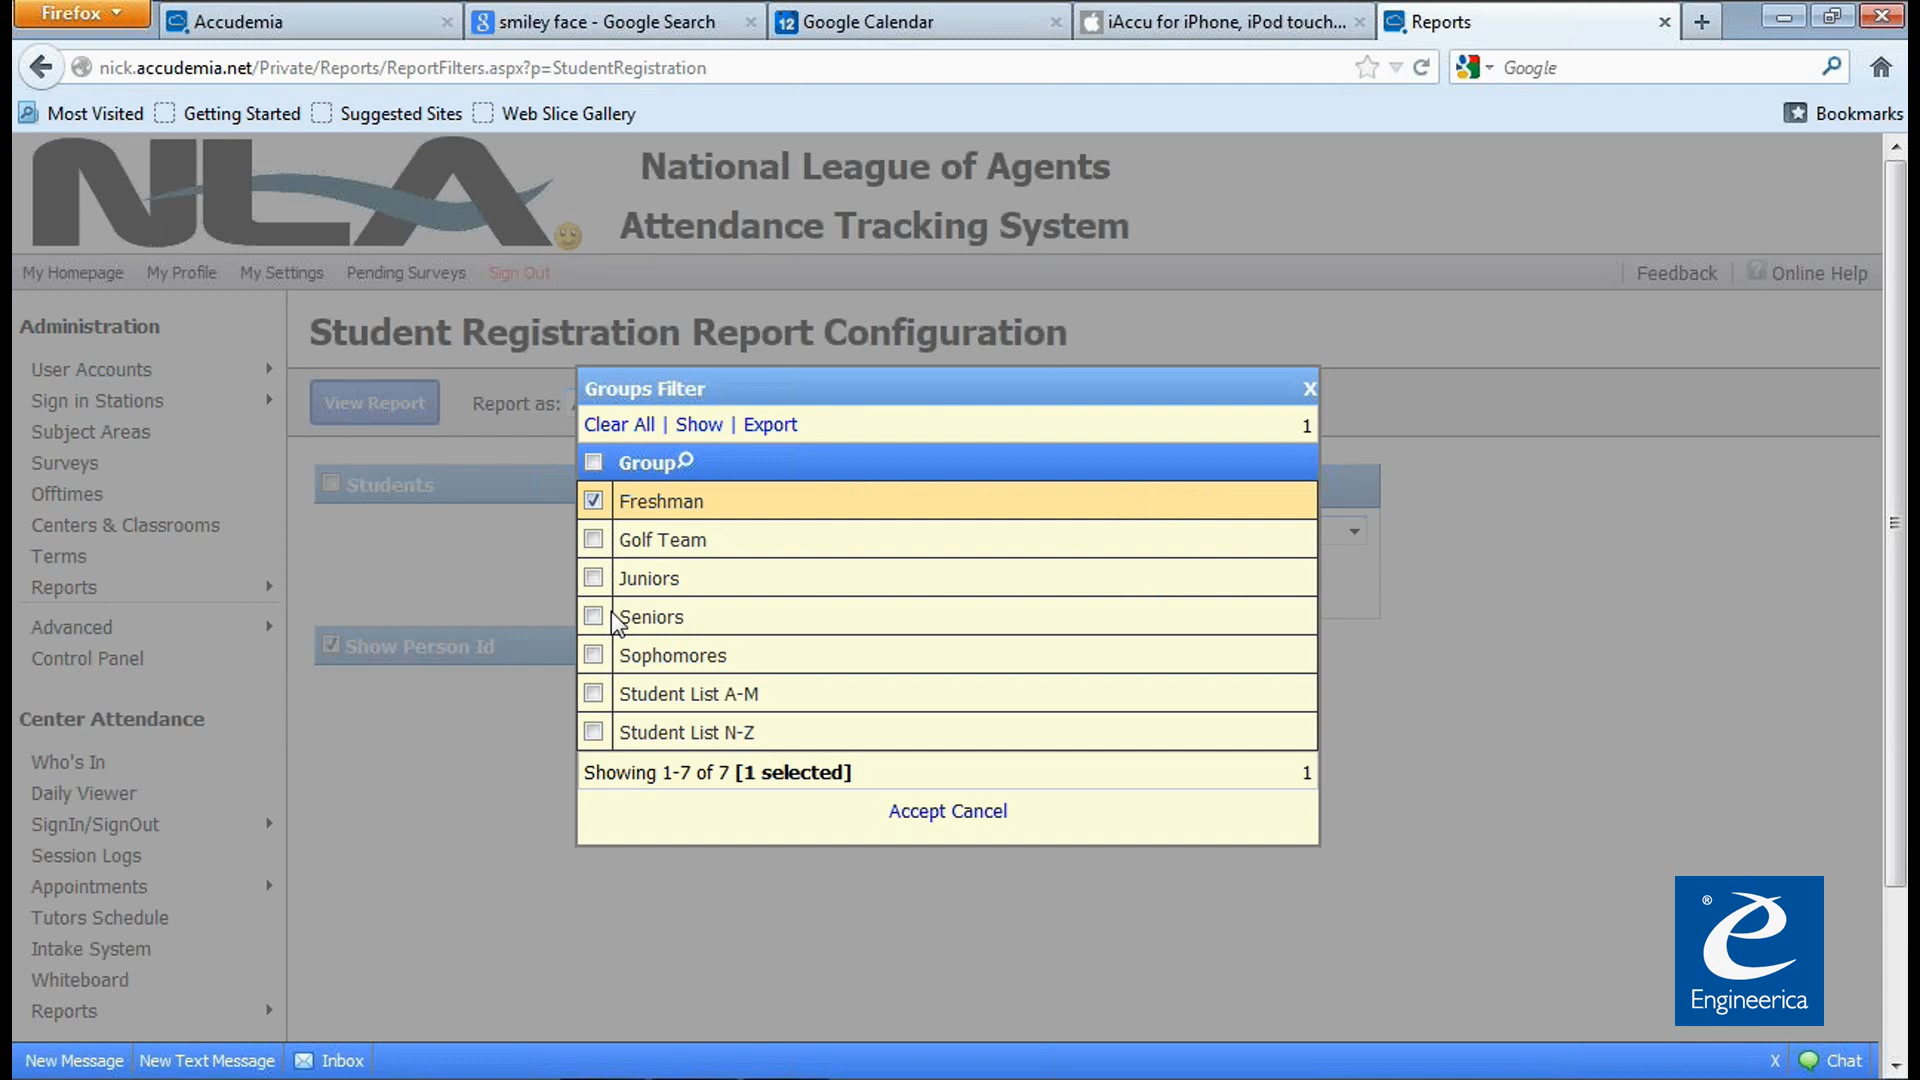 Firefox
Accudemia
smiley face - Google Search
12 Google Calendar
iAccu for iPhone, iPod touch...
Reports
nick.accudemia.net/Private/Reports/ReportFilters.aspx?p=StudentRegistration
Google
Most Visited
Getting Started
Suggested Sites
Web Slice Gallery
Bookmarks
NLA
National League of Agents
Attendance Tracking System
My Homepage
My Profile
My Settings
Pending Surveys
Sign Out
Feedback
Online Help
Administration
User Accounts
Sign in Stations
Subject Areas
Surveys
Offtimes
Centers & Classrooms
Terms
Reports
Advanced
Control Panel
Center Attendance
Who's In
Daily Viewer
SignIn/SignOut
Session Logs
Appointments
Tutors Schedule
Intake System
Whiteboard
Reports
Student Registration Report Configuration
View Report
Report as:
Students
Show Person Id
Groups Filter X
Clear All | Show | Export 1
Group
Freshman
Golf Team
Juniors
Seniors
Sophomores
Student List A-M
Student List N-Z
Showing 1-7 of 7 [1 selected] 1
Accept Cancel
®
Engineerica
New Message
New Text Message
Inbox
X
Chat